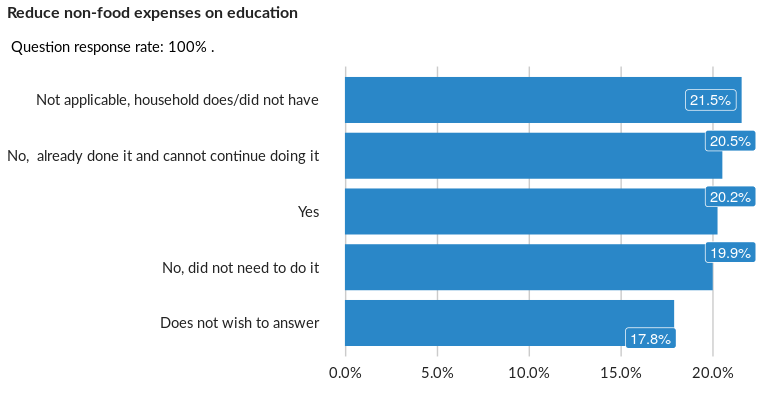 Reduce non-food expenses on education
Question response rate: 100% .
Not applicable, household does/did not have
21.5%
No,  already done it and cannot continue doing it
20.5%
Yes
20.2%
No, did not need to do it
19.9%
Does not wish to answer
17.8%
0.0% 5.0% 10.0% 15.0% 20.0%